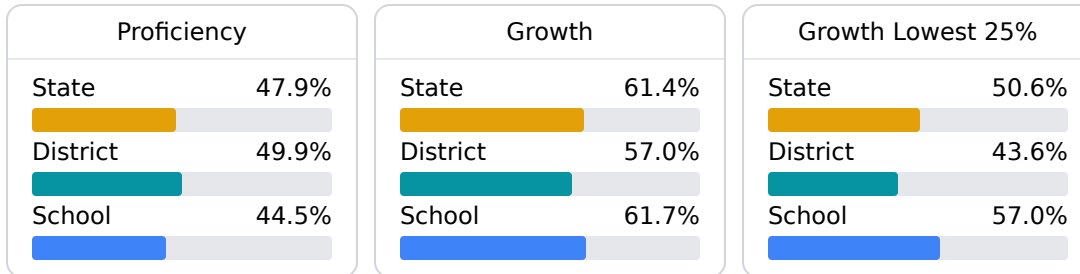 Proficiency
State 47.9%
District 49.9%
School 44.5%
Growth
State 61.4%
District 57.0%
School 61.7%
Growth Lowest 25%
State 50.6%
District 43.6%
School 57.0%